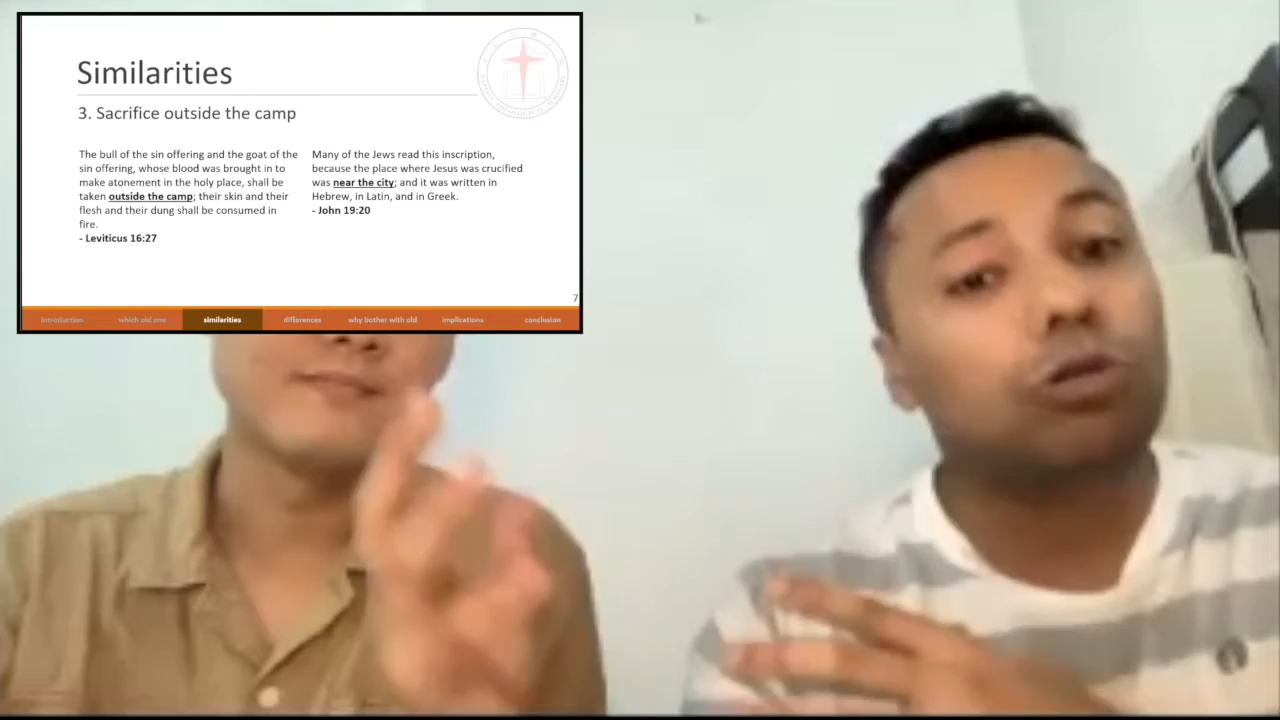 Similarities
3. Sacrifice outside the camp
The bull of the sin offering and the goat of the
sin offering, whose blood was brought in to
make atonement in the holy place, shall be
taken outside the camp; their skin and their
flesh and their dung shall be consumed in
fire.
- Leviticus 16:27
Many of the Jews read this inscription,
because the place where Jesus was crucified
was near the city; and it was written in
Hebrew, in Latin, and in Greek.
- John 19:20
7
introduction which old one similarities differences why bother with old implications conclusion